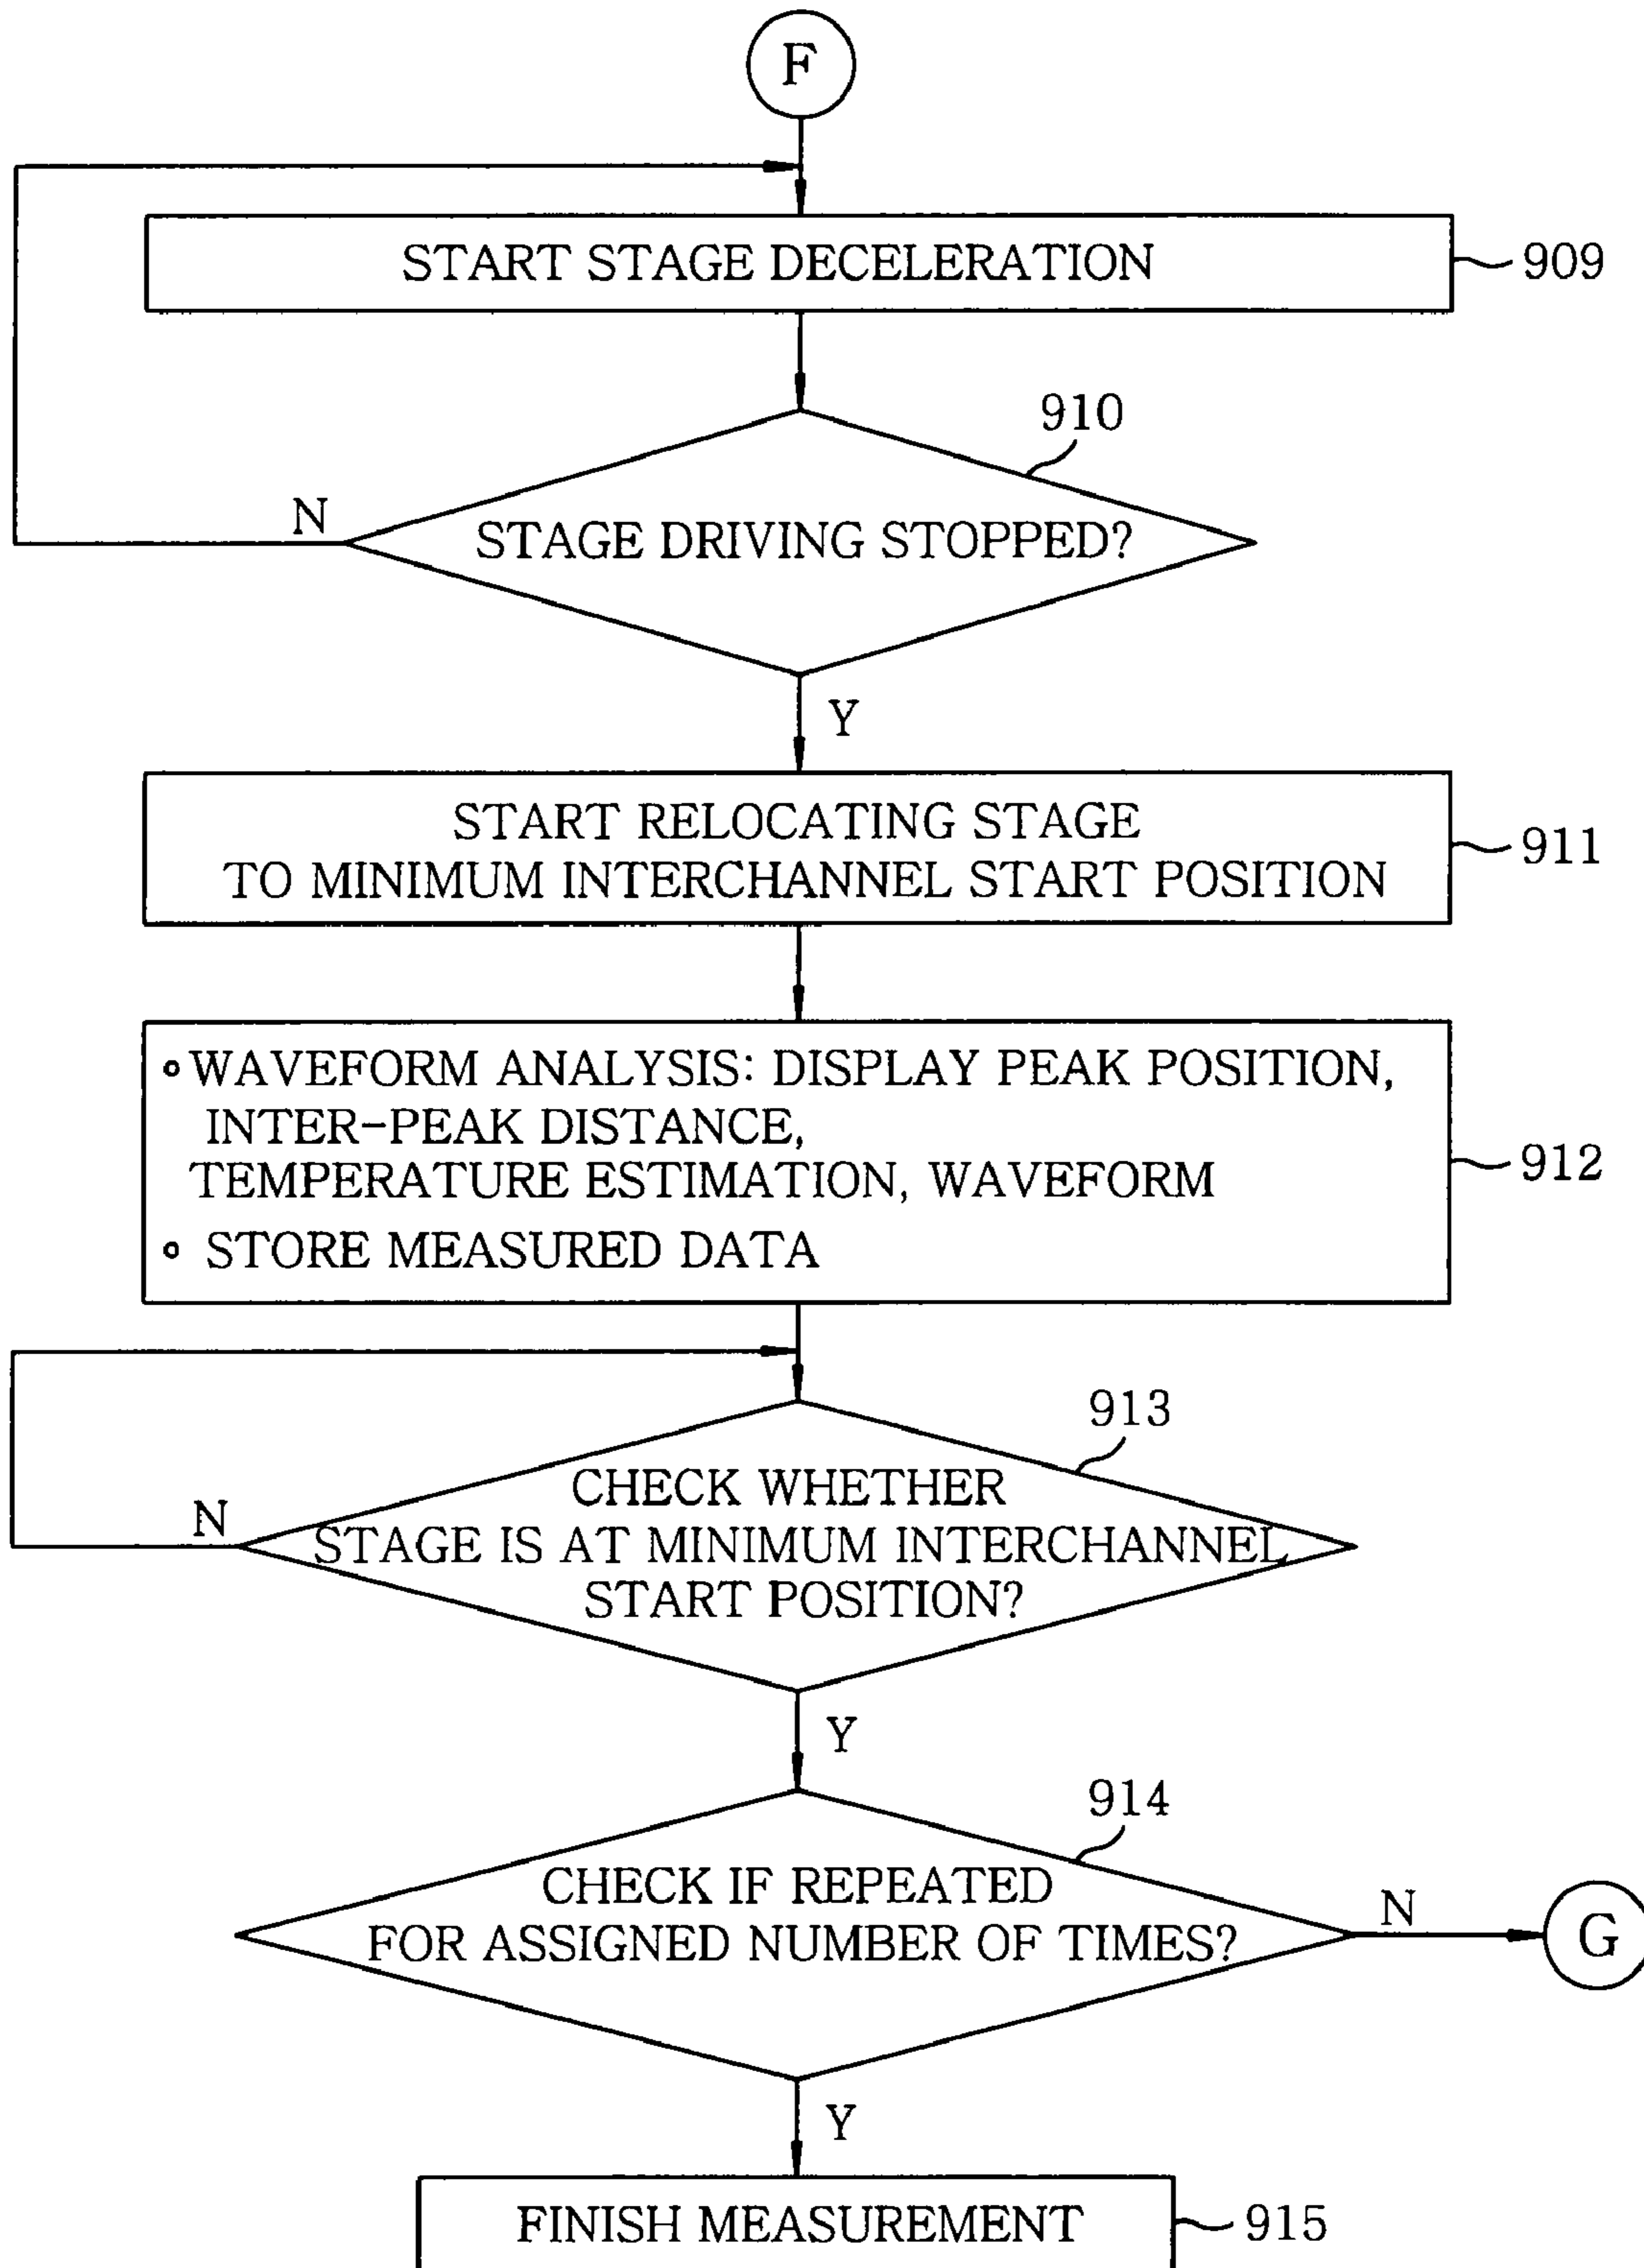 F
START STAGE DECELERATION
909
910
N
STAGE DRIVING STOPPED?
Y
START RELOCATING STAGE
TO MINIMUM INTERCHANNEL START POSITION
911
WAVEFORM ANALYSIS: DISPLAY PEAK POSITION,
INTER-PEAK DISTANCE,
TEMPERATURE ESTIMATION, WAVEFORM
STORE MEASURED DATA
912
913
N
CHECK WHETHER
STAGE IS AT MINIMUM INTERCHANNEL
START POSITION?
Y
914
CHECK IF REPEATED
FOR ASSIGNED NUMBER OF TIMES?
N
G
Y
FINISH MEASUREMENT
915